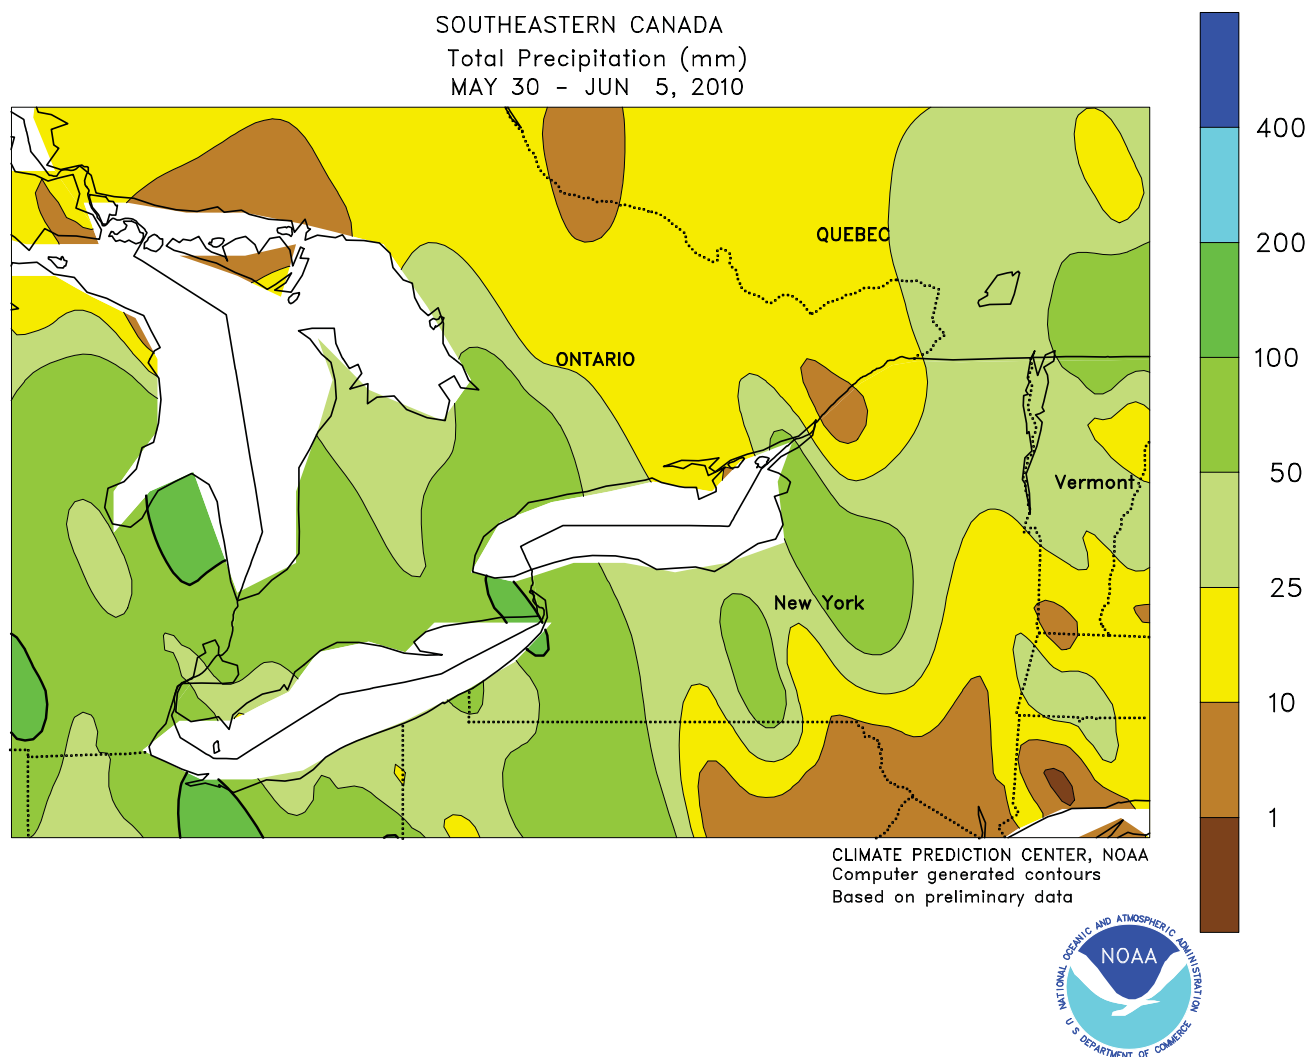 SOUTHEASTERN CANADA
Total Precipitation (mm)
MAY 30 - JUN 5, 2010
400
200
100
50
25
10
1
QUEBEC
ONTARIO
Vermont
New York
CLIMATE PREDICTION CENTER, NOAA
Computer generated contours
Based on preliminary data
NATIONAL OCEANIC AND ATMOSPHERIC ADMINISTRATION
NOAA
U S DEPARTMENT OF COMMERCE